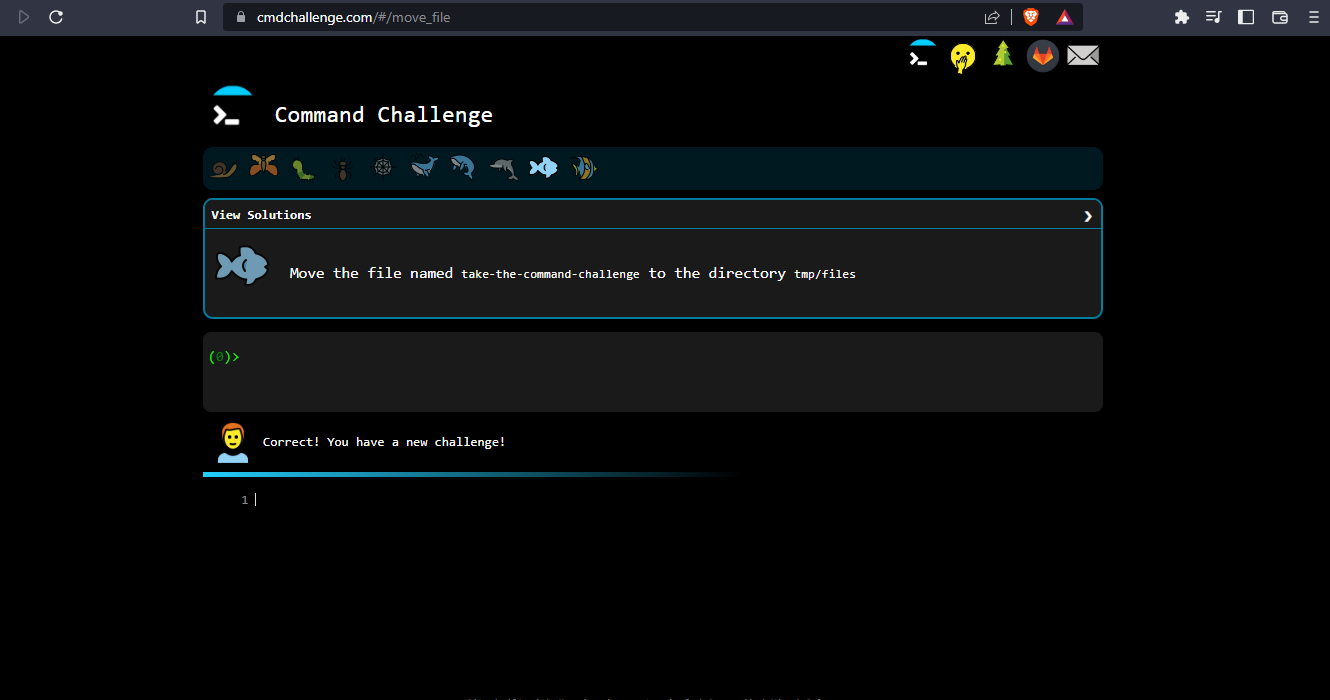 cmdchallenge.com/#/move_file
Command Challenge
View Solutions
Move the file named take-the-command-challenge to the directory tmp/files
(0)>
Correct! You have a new challenge!
1